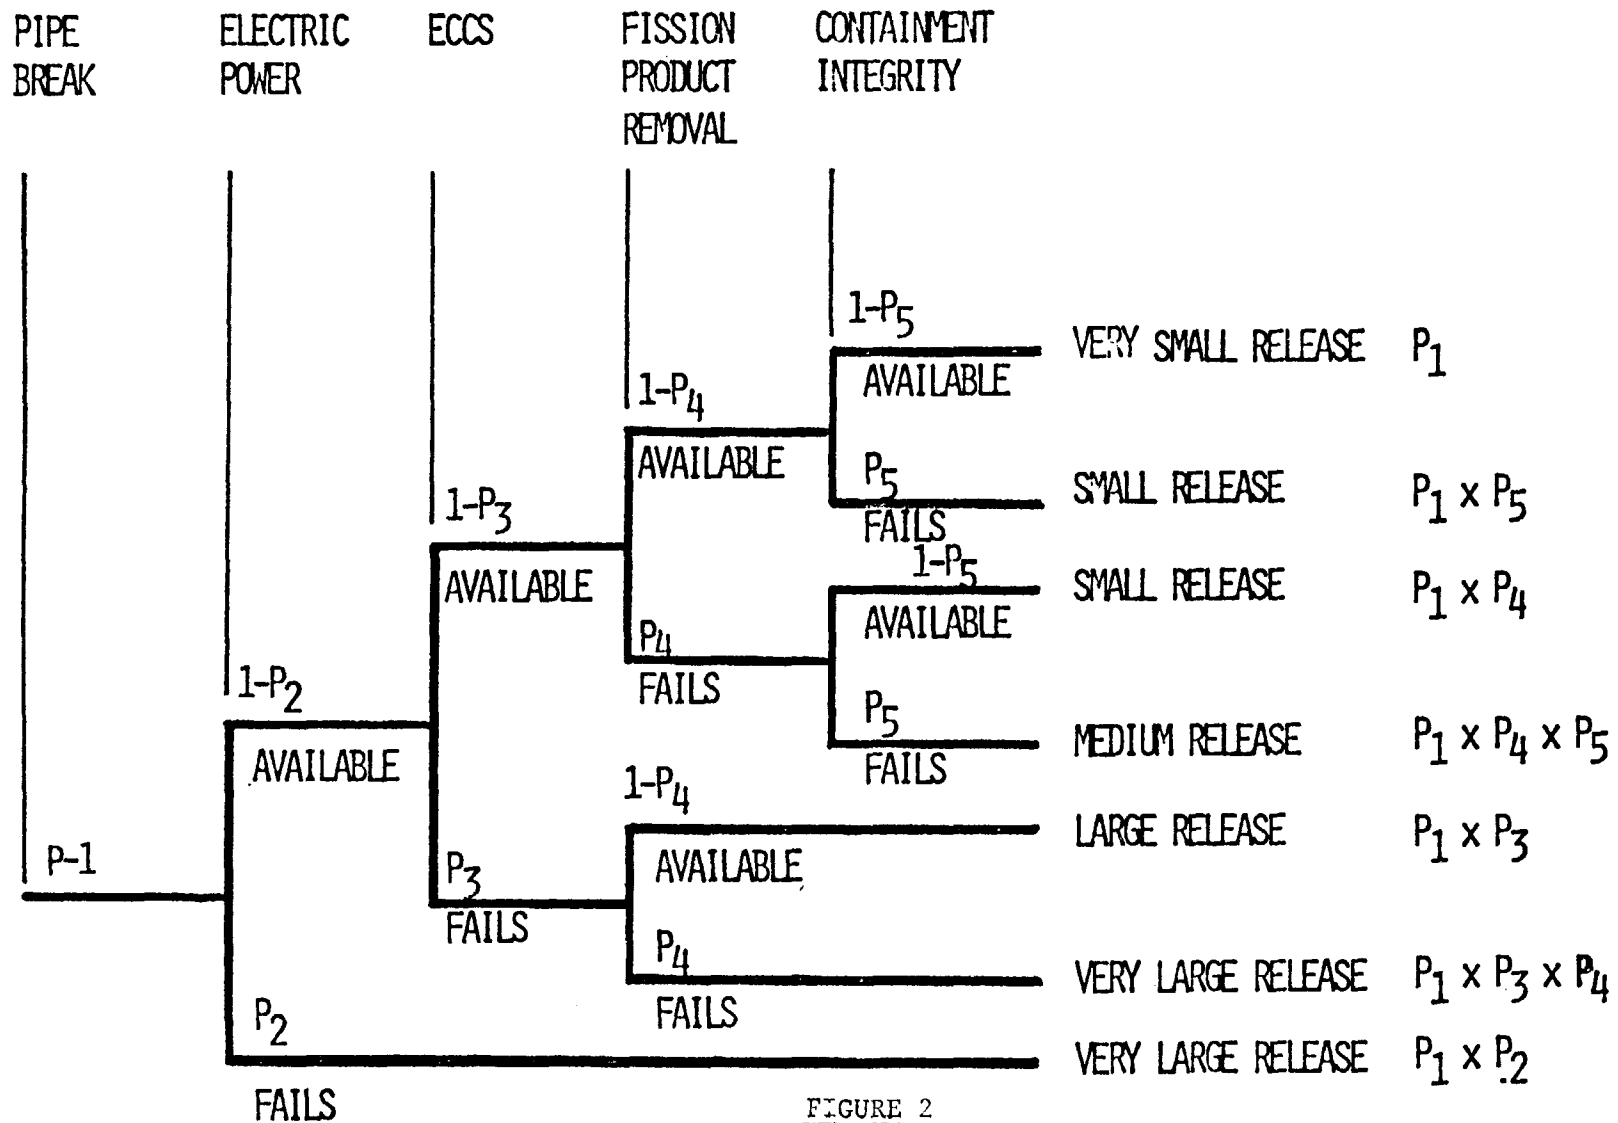 PIPE
BREAK
ELECTRIC
POWER
ECCS
FISSION
PRODUCT
REMOVAL
CONTAINMENT
INTEGRITY
1-P5
VERY SMALL RELEASE P1
AVAILABLE
1-P4
AVAILABLE
P5
SMALL RELEASE P1 x P5
FAILS
1-P3
AVAILABLE
1-P5
SMALL RELEASE P1 x P4
AVAILABLE
P4
FAILS
1-P2
AVAILABLE
P5
MEDIUM RELEASE P1 x P4 x P5
FAILS
1-P4
LARGE RELEASE P1 x P3
AVAILABLE
P-1
P3
FAILS
P4
VERY LARGE RELEASE P1 x P3 x P4
FAILS
P2
VERY LARGE RELEASE P1 x P2
FAILS
FIGURE 2